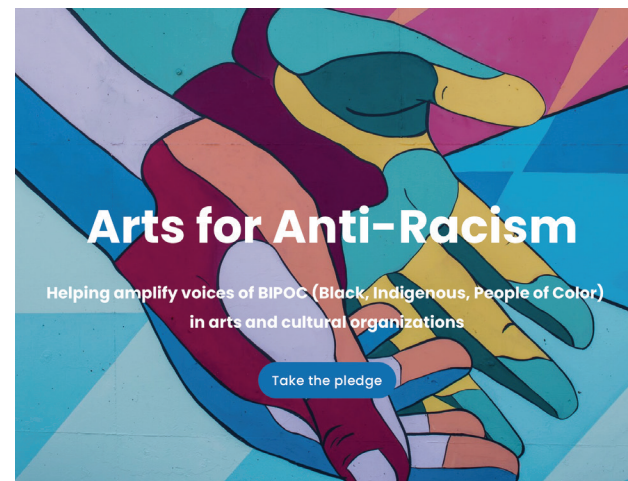 Arts for Anti-Racism
Helping amplify voices of BIPOC (Black, Indigenous, People of Color)
in arts and cultural organizations
Take the pledge